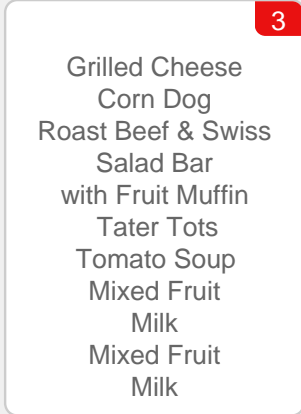 3
Grilled Cheese
Corn Dog
Roast Beef & Swiss
Salad Bar
with Fruit Muffin
Tater Tots
Tomato Soup
Mixed Fruit
Milk
Mixed Fruit
Milk